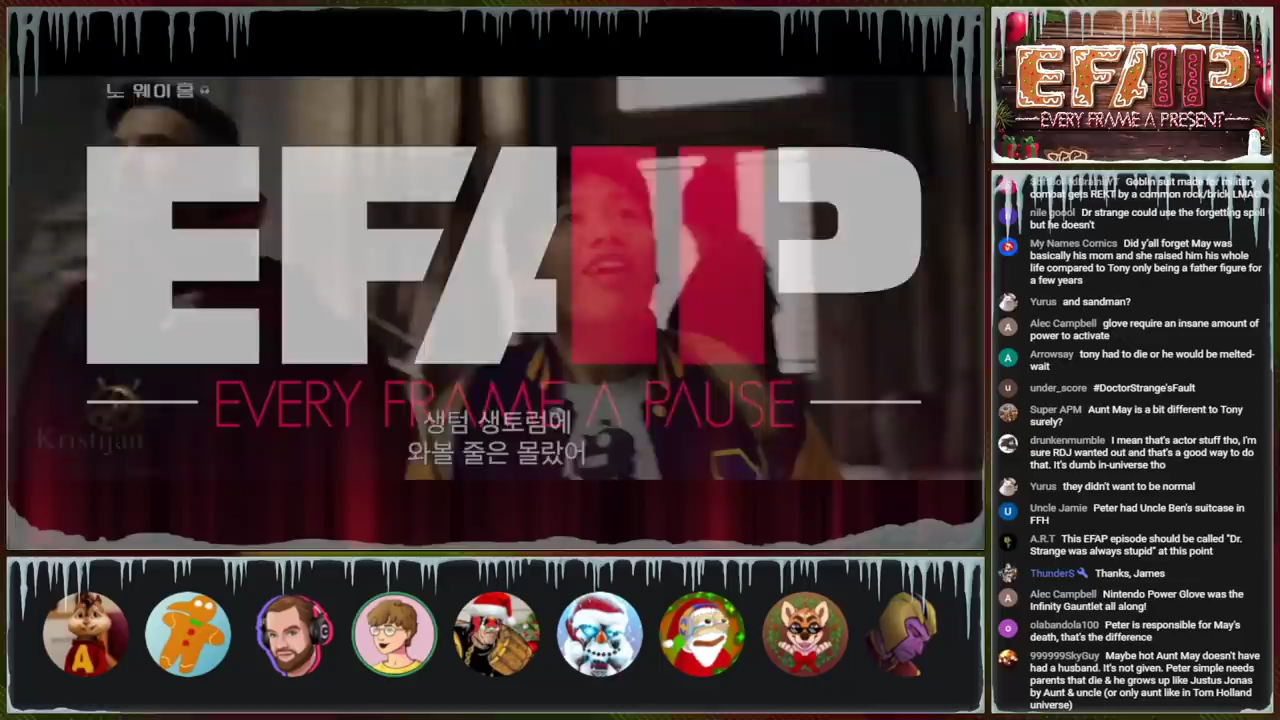 노 웨이 홈
EFAP
EVERY FRAME A PAUSE
생텀 생토럼에
와볼 줄은 몰랐어
Kristijan
EFAP
EVERY FRAME A PRESENT
A
Goblin suit made for military
combat gets REKT by a common rock/brick LMAO
nile goool Dr strange could use the forgetting spell
but he doesn't
My Names Comics Did y'all forget May was
basically his mom and she raised him his whole
life compared to Tony only being a father figure for
a few years
Yurus and sandman?
A Alec Campbell glove require an insane amount of
power to activate
A Arrowsay tony had to die or he would be melted-
wait
u under_score #DoctorStrange'sFault
Super APM Aunt May is a bit different to Tony
surely?
drunkenmumble I mean that's actor stuff tho, I'm
sure RDJ wanted out and that's a good way to do
that. It's dumb in-universe tho
Yurus they didn't want to be normal
U Uncle Jamie Peter had Uncle Ben's suitcase in
FFH
A.R.T This EFAP episode should be called "Dr.
Strange was always stupid" at this point
ThunderS Thanks, James
A Alec Campbell Nintendo Power Glove was the
Infinity Gauntlet all along!
o olabandola100 Peter is responsible for May's
death, that's the difference
999999SkyGuy Maybe hot Aunt May doesn't have
had a husband. It's not given. Peter simple needs
parents that die & he grows up like Justus Jonas
by Aunt & uncle (or only aunt like in Tom Holland
universe)